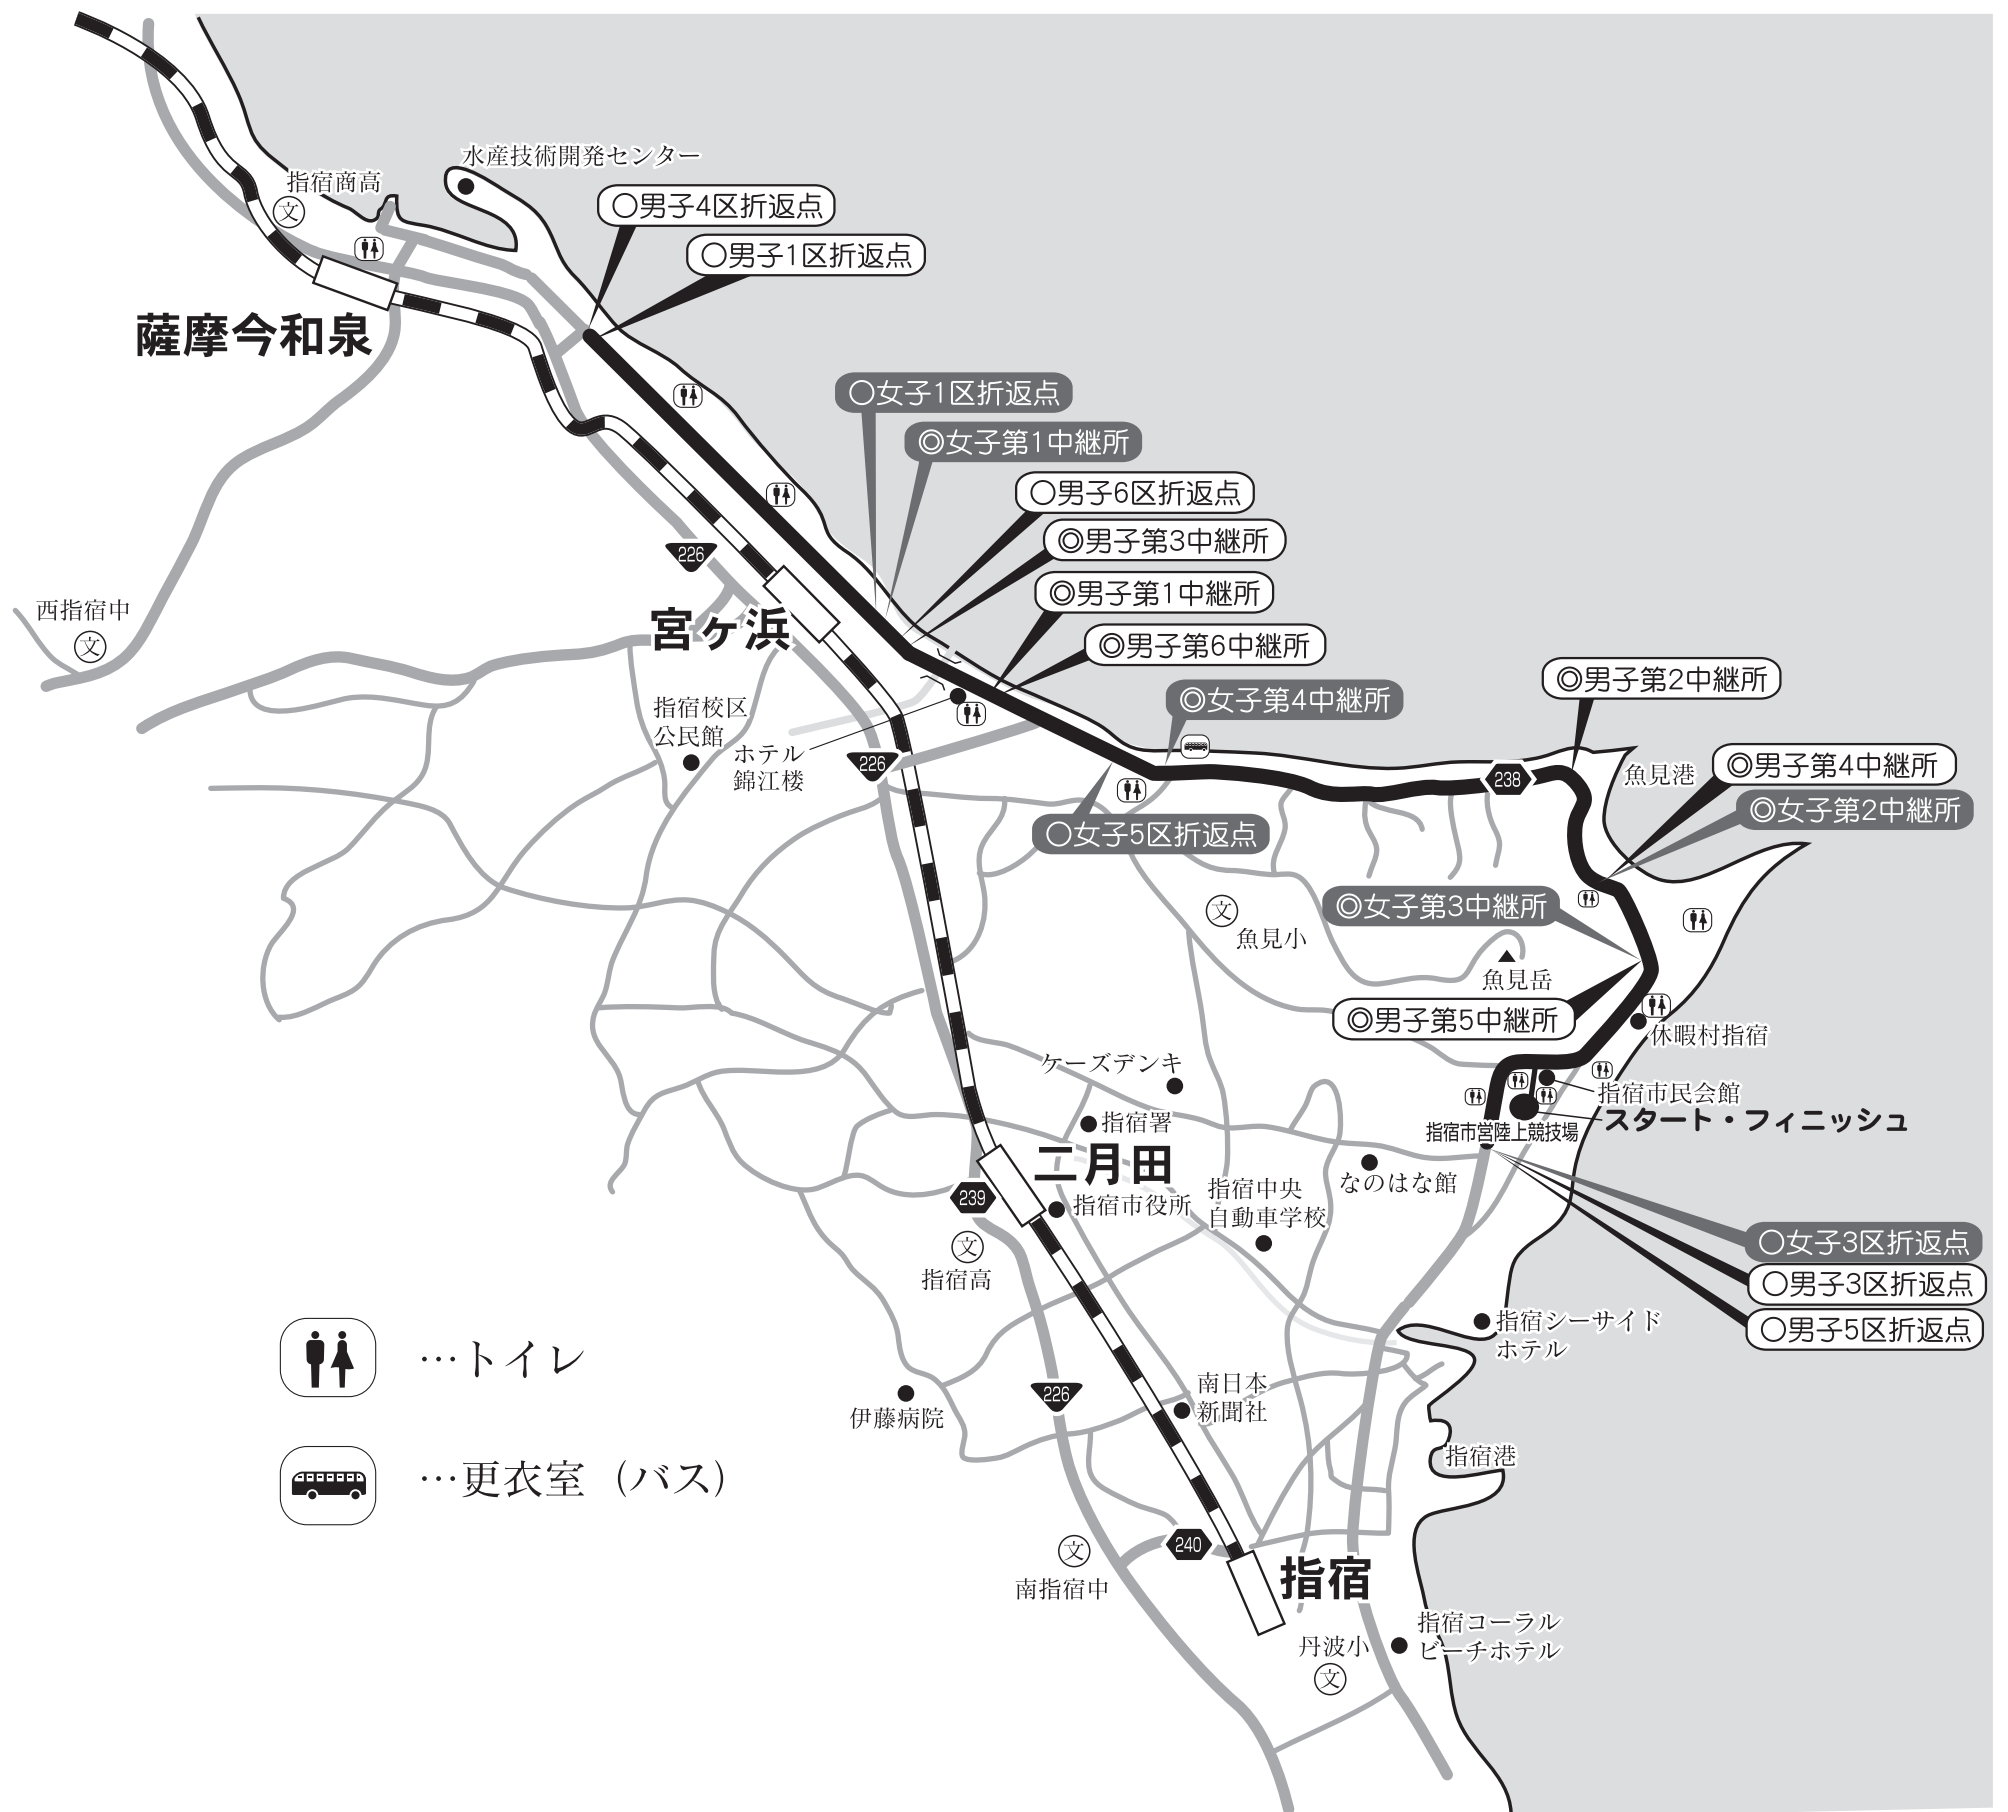 水産技術開発センター
指宿商高
文
○男子4区折返点
○男子1区折返点
薩摩今和泉
○女子1区折返点
◎女子第1中継所
○男子6区折返点
◎男子第3中継所
226
◎男子第1中継所
西指宿中
文
宮ヶ浜
◎男子第6中継所
◎女子第4中継所
◎男子第2中継所
指宿校区
公民館
ホテル
錦江楼
226
238
魚見港
◎男子第4中継所
◎女子第2中継所
○女子5区折返点
◎女子第3中継所
文
魚見小
魚見岳
◎男子第5中継所
休暇村指宿
ケーズデンキ
指宿市民会館
スタート・フィニッシュ
指宿署
指宿市営陸上競技場
二月田
なのはな館
239
指宿市役所
指宿中央
自動車学校
文
指宿高
○女子3区折返点
○男子3区折返点
○男子5区折返点
指宿シーサイド
ホテル
…トイレ
226
南日本
新聞社
伊藤病院
指宿港
…更衣室（バス）
240
文
南指宿中
指宿
指宿コーラル
ビーチホテル
丹波小
文